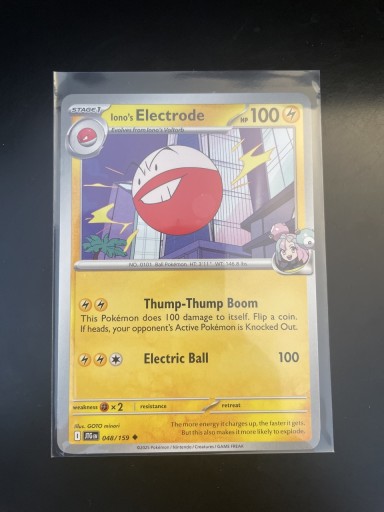 STAGE 1
Iono's Electrode HP 100
Evolves from Iono's Voltorb
NO. 0101 Ball Pokémon HT: 3'11" WT: 146.8 lbs
Thump-Thump Boom
This Pokémon does 100 damage to itself. Flip a coin.
If heads, your opponent's Active Pokémon is Knocked Out.
Electric Ball 100
weakness ×2 resistance retreat
Illus. GOTO minori
The more energy it charges up, the faster it gets.
But this also makes it more likely to explode.
I JTG EN 048/159
©2025 Pokémon / Nintendo / Creatures / GAME FREAK